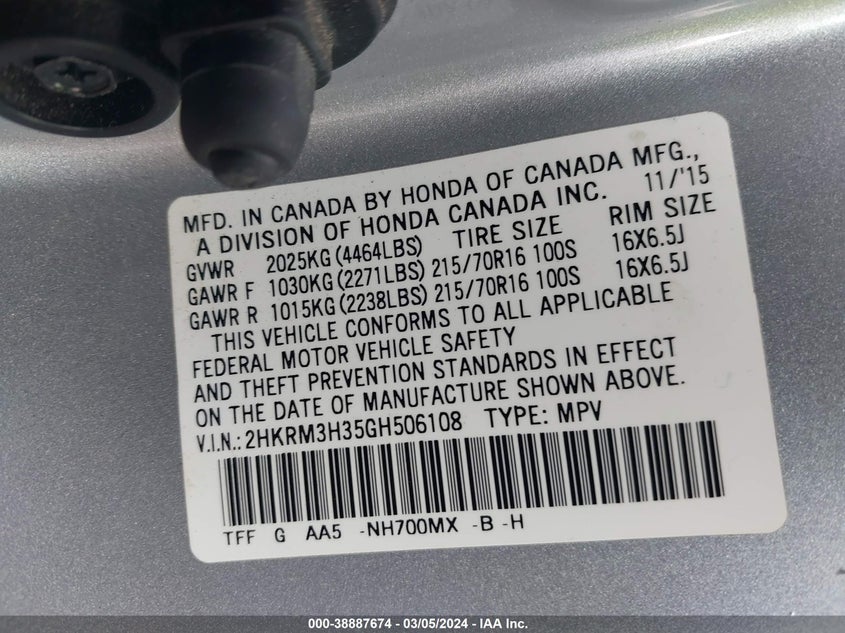 MFD. IN CANADA BY HONDA OF CANADA MFG.,
A DIVISION OF HONDA CANADA INC. 11/'15
GVWR 2025KG(4464LBS) TIRE SIZE RIM SIZE
GAWR F 1030KG(2271LBS) 215/70R16 100S 16X6.5J
GAWR R 1015KG(2238LBS) 215/70R16 100S 16X6.5J
THIS VEHICLE CONFORMS TO ALL APPLICABLE
FEDERAL MOTOR VEHICLE SAFETY
AND THEFT PREVENTION STANDARDS IN EFFECT
ON THE DATE OF MANUFACTURE SHOWN ABOVE.
V.I.N.: 2HKRM3H35GH506108 TYPE: MPV
TFF G AA5 -NH700MX -B -H
000-38887674 / 03/05/2024 - IAA Inc.